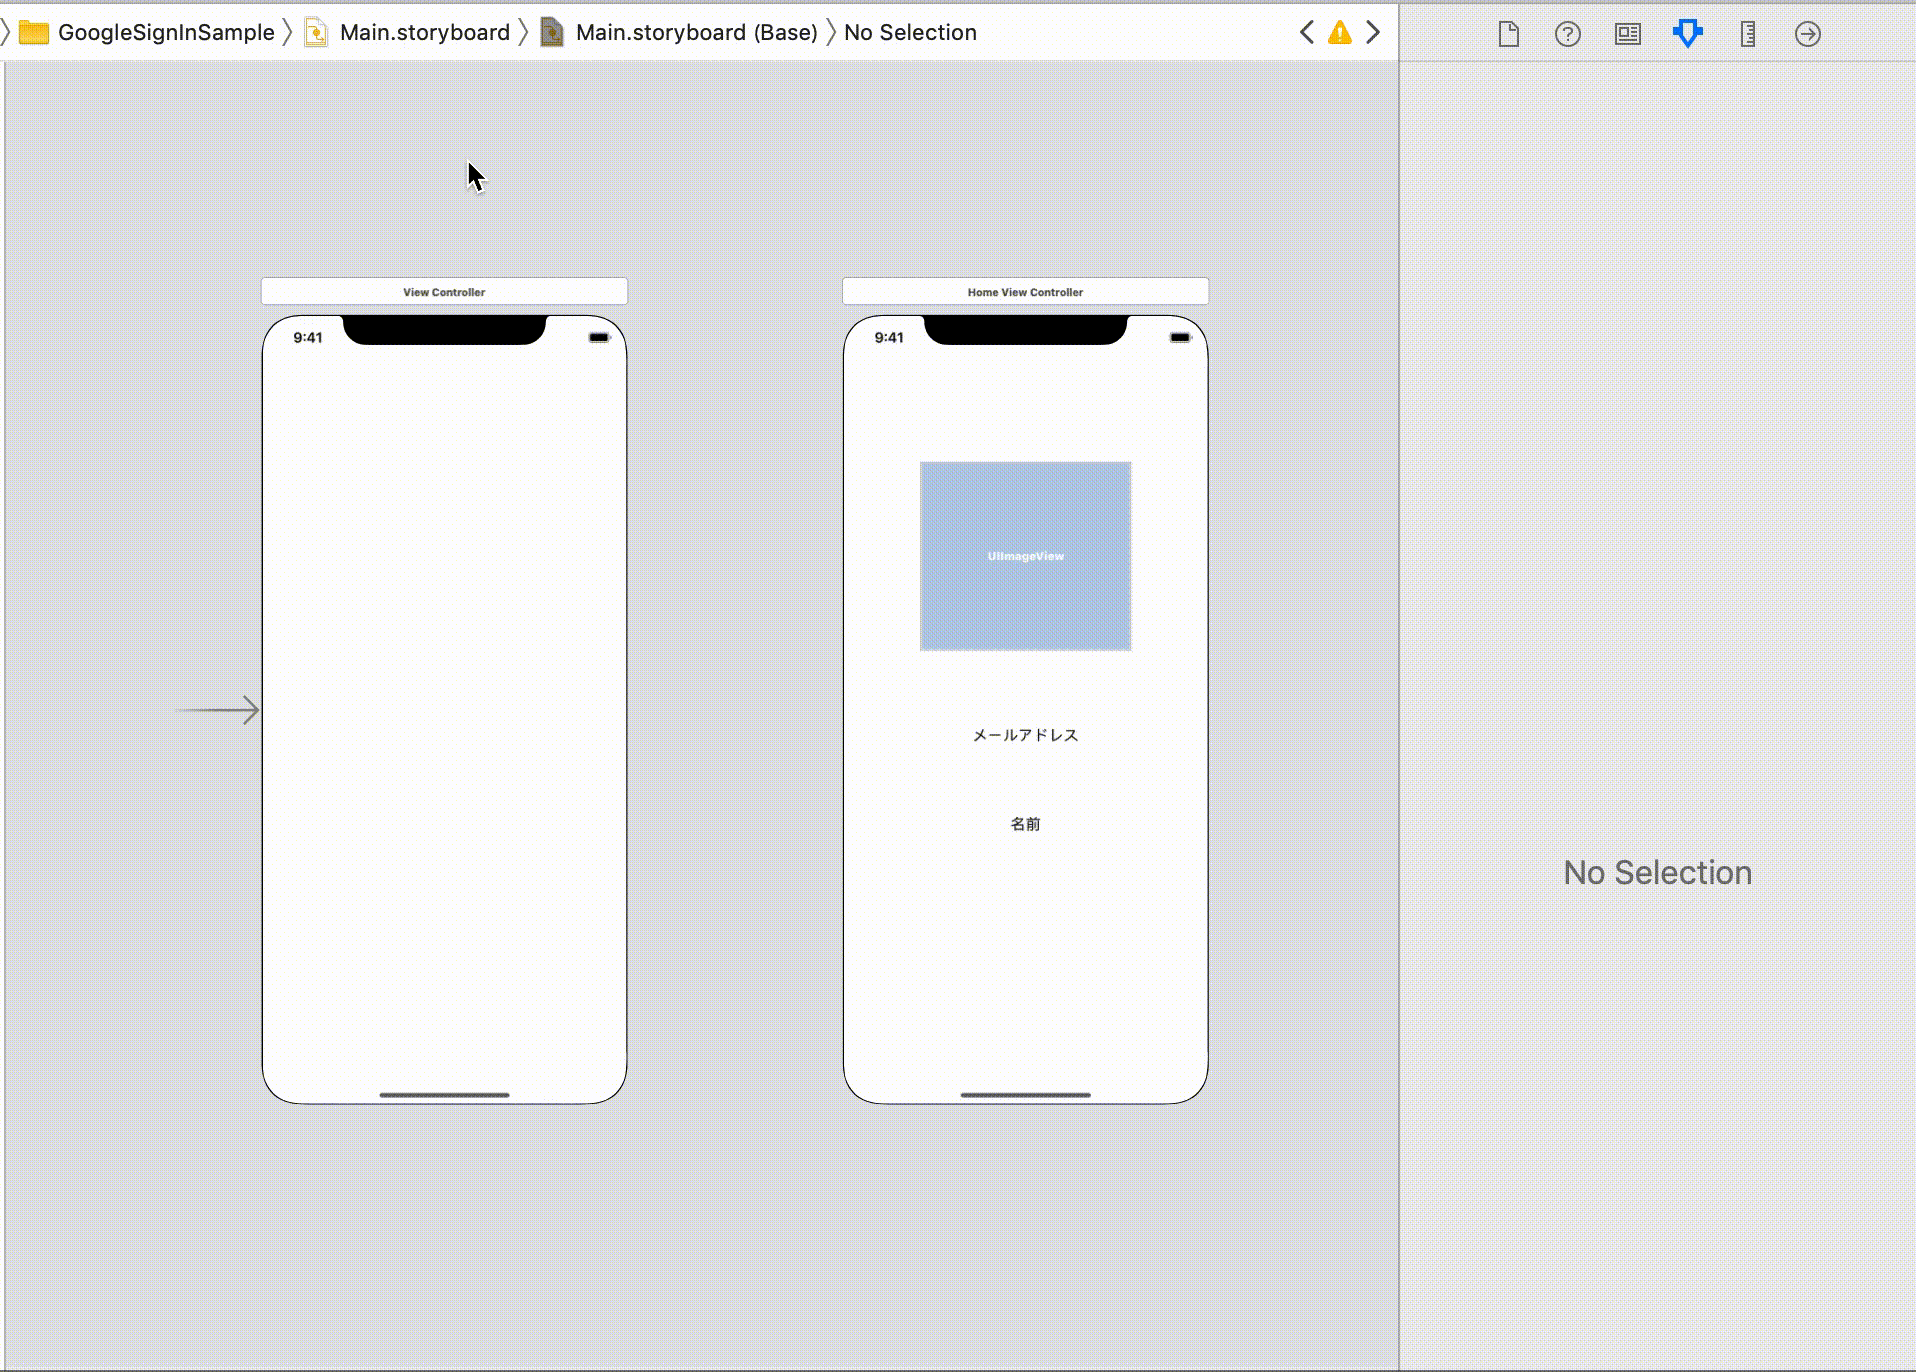 GoogleSignInSample 〉 Main.storyboard 〉 Main.storyboard (Base) 〉 No Selection
View Controller
9:41
Home View Controller
9:41
UIImageView
メールアドレス
名前
No Selection